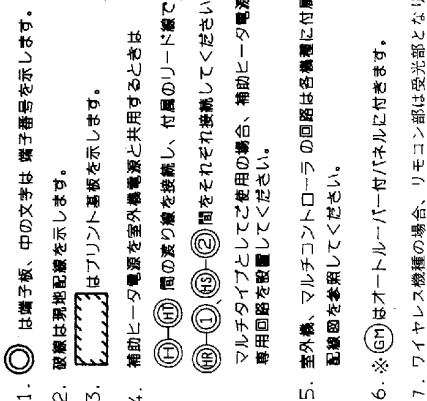 1. ◎ は端子板、中の文字は 端子番号を示します。
2. 破線は現地配線を示します。
3. はプリント基板を示します。
4. 補助ヒータ電源を室外機電源と共用するときは
(H)-(H1) 間の渡り線を接続し、付属のリード線で
(HR)-(1)、(HS)-(2)間をそれぞれ接続してください
マルチタイプとしてご使用の場合、補助ヒータ電源
専用回路を設置してください。
5. 室外機、マルチコントローラ の回路は各機種に付属
配線図を参照してください。
6. ※(GM)はオートルーバー付パネルに付きます。
7. ワイヤレス機種の場合、リモコン部は受光部となり